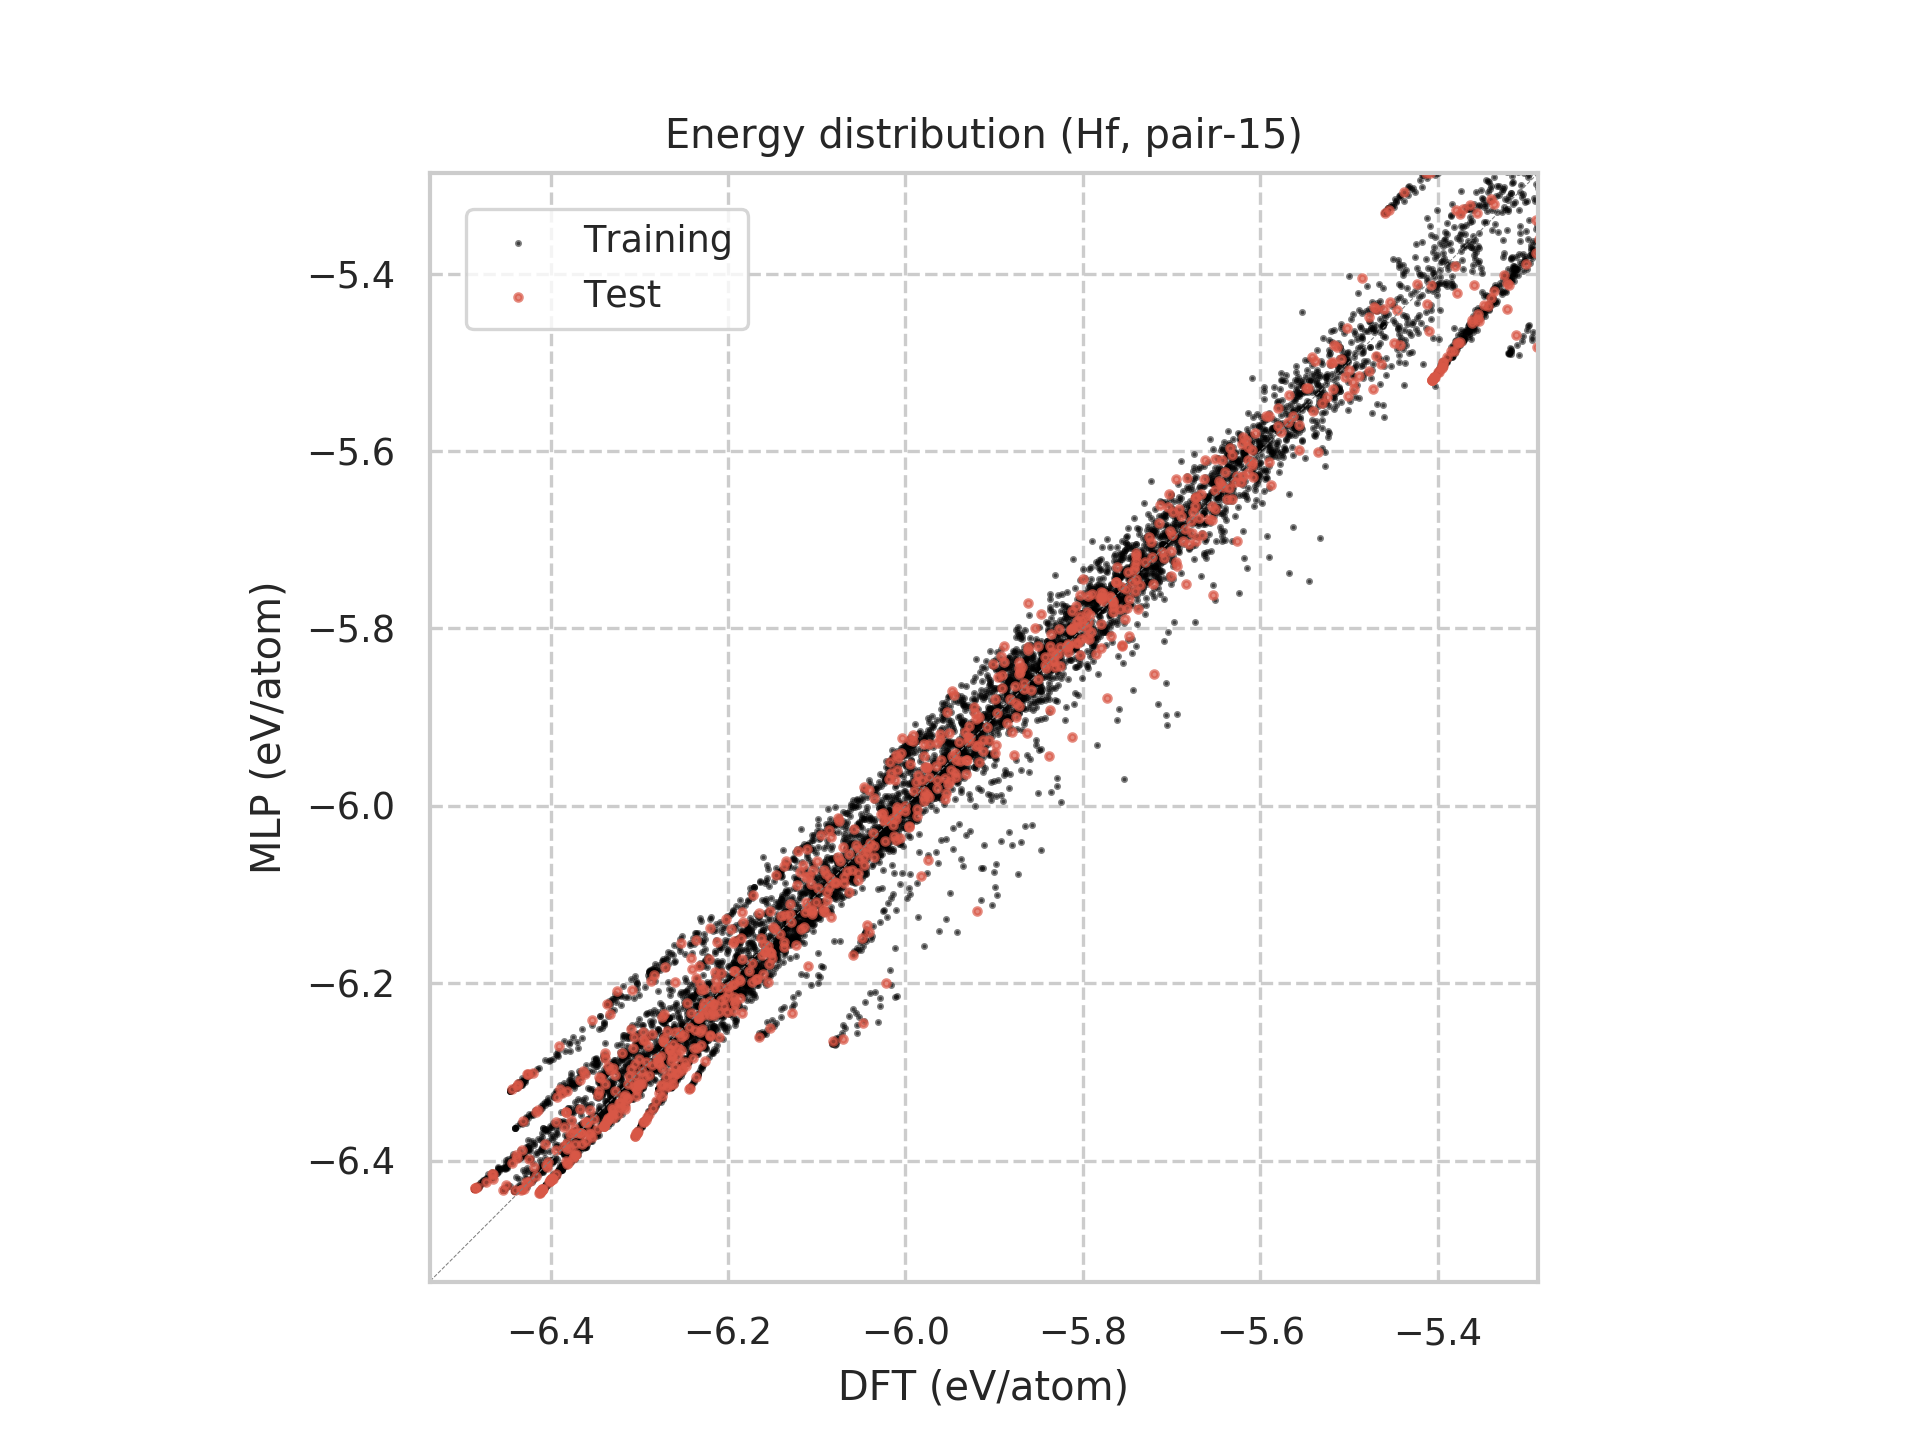 Energy distribution (Hf, pair-15)
Training
Test
−5.4
−5.6
−5.8
−6.0
−6.2
−6.4
MLP (eV/atom)
−6.4 −6.2 −6.0 −5.8 −5.6 −5.4
DFT (eV/atom)